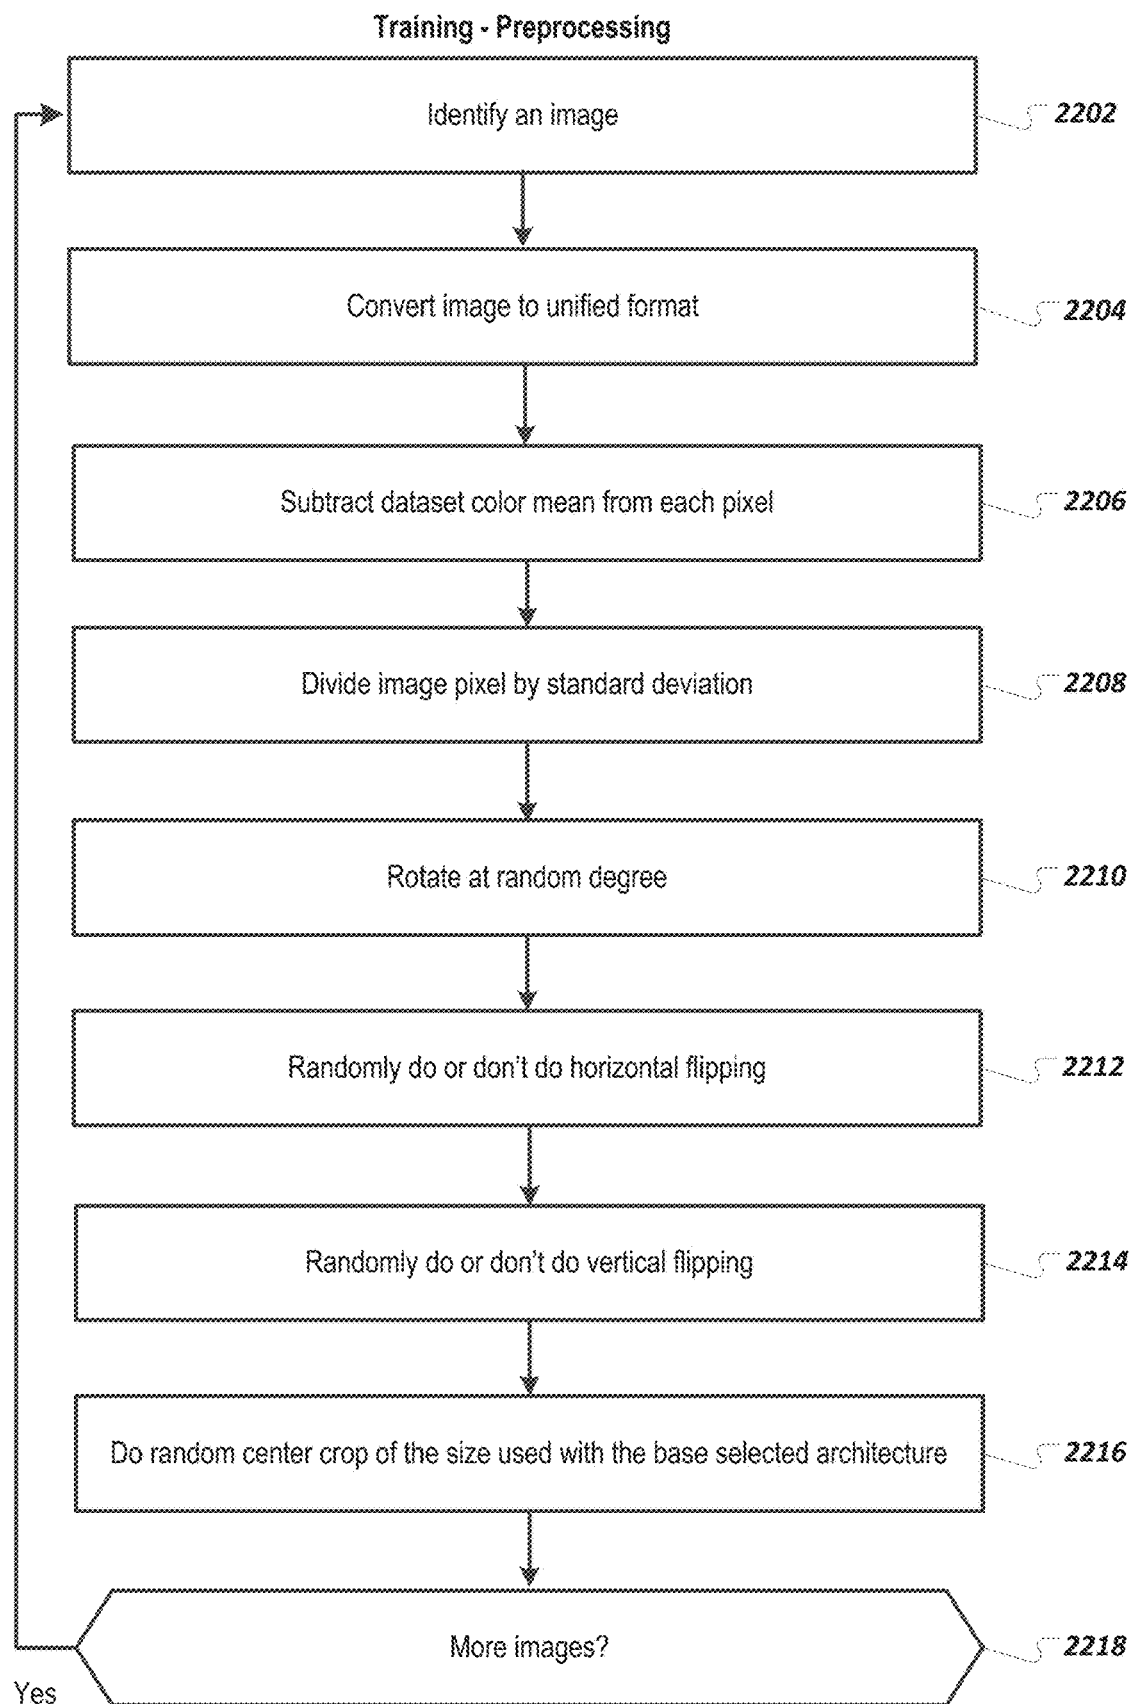 Training - Preprocessing
Identify an image
2202
Convert image to unified format
2204
Subtract dataset color mean from each pixel
2206
Divide image pixel by standard deviation
2208
Rotate at random degree
2210
Randomly do or don't do horizontal flipping
2212
Randomly do or don't do vertical flipping
2214
Do random center crop of the size used with the base selected architecture
2216
More images?
2218
Yes